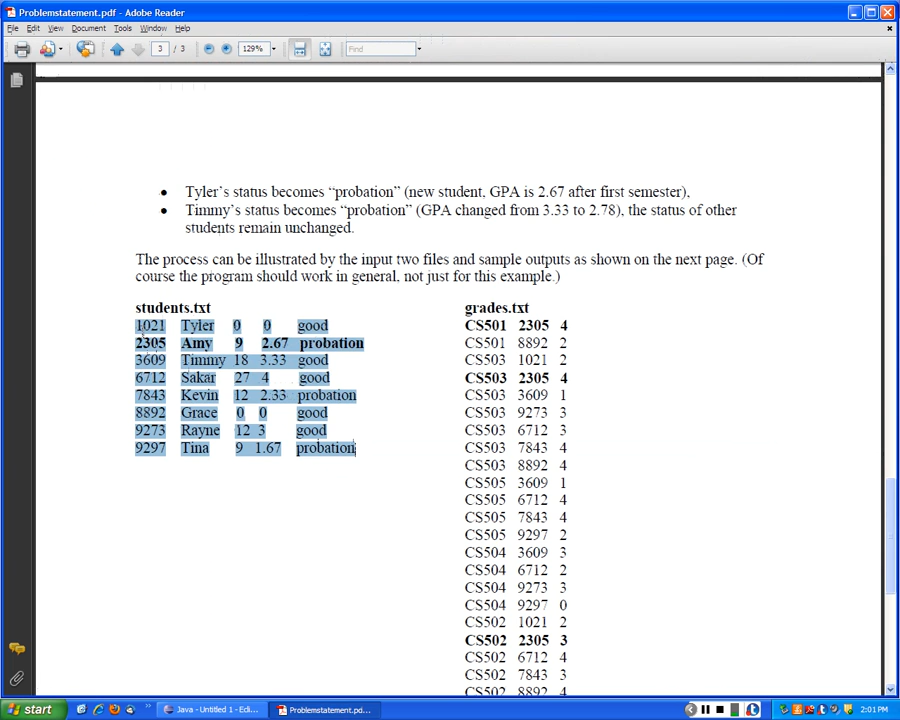 Problemstatement.pdf - Adobe Reader
File Edit View Document Tools Window Help
3 / 3 129% Find
Tyler's status becomes "probation" (new student, GPA is 2.67 after first semester),
Timmy's status becomes "probation" (GPA changed from 3.33 to 2.78), the status of other
students remain unchanged.
The process can be illustrated by the input two files and sample outputs as shown on the next page. (Of
course the program should work in general, not just for this example.)
students.txt
1021 Tyler 0 0 good
2305 Amy 9 2.67 probation
3609 Timmy 18 3.33 good
6712 Sakar 27 4 good
7843 Kevin 12 2.33 probation
8892 Grace 0 0 good
9273 Rayne 12 3 good
9297 Tina 9 1.67 probation
grades.txt
CS501 2305 4
CS501 8892 2
CS503 1021 2
CS503 2305 4
CS503 3609 1
CS503 9273 3
CS503 6712 3
CS503 7843 4
CS503 8892 4
CS505 3609 1
CS505 6712 4
CS505 7843 4
CS505 9297 2
CS504 3609 3
CS504 6712 2
CS504 9273 3
CS504 9297 0
CS502 1021 2
CS502 2305 3
CS502 6712 4
CS502 7843 3
CS502 8892 4
start Java - Untitled 1 - Edi... Problemstatement.pd... 2:01 PM